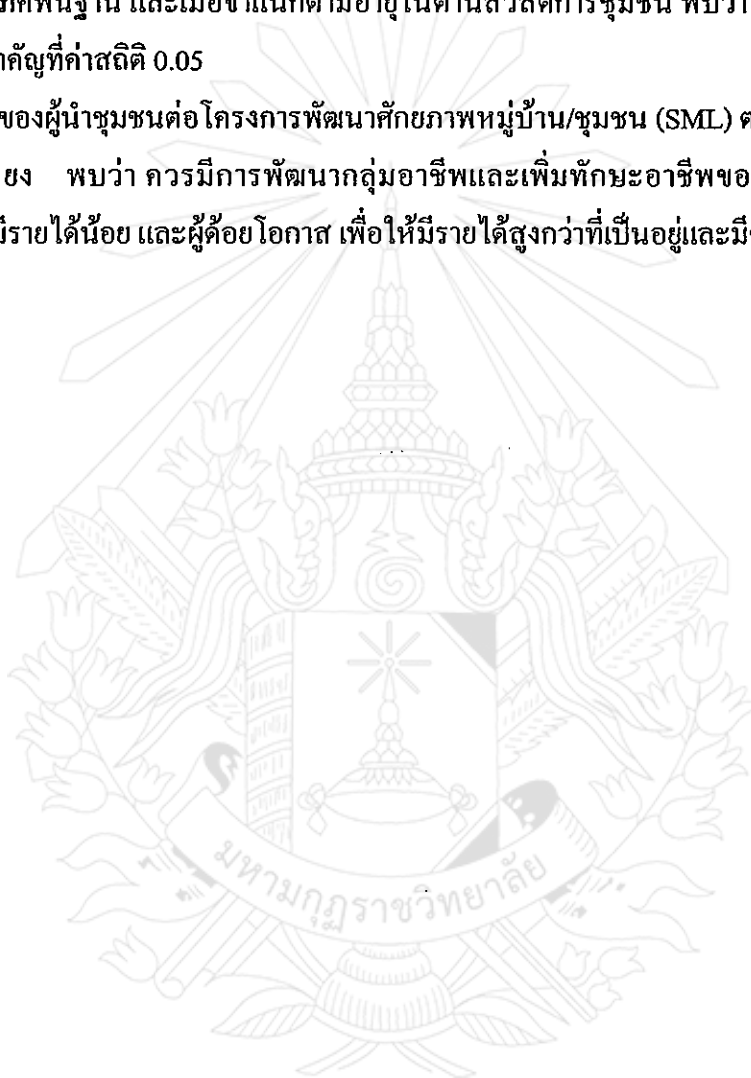 และเมื่อจำแนกตามอายุในด้านสวัสดิการชุมชน พบว่า
ที่ค่าสถิติ 0.05
ของผู้นำชุมชนต่อโครงการพัฒนาศักยภาพหมู่บ้าน/ชุมชน (SML)
พบว่า ควรมีการพัฒนากลุ่มอาชีพและเพิ่มทักษะอาชีพของ
มีรายได้น้อย และผู้ด้อยโอกาส เพื่อให้มีรายได้สูงกว่าที่เป็นอยู่และมี
มหามกุฏราชวิทยาลัย